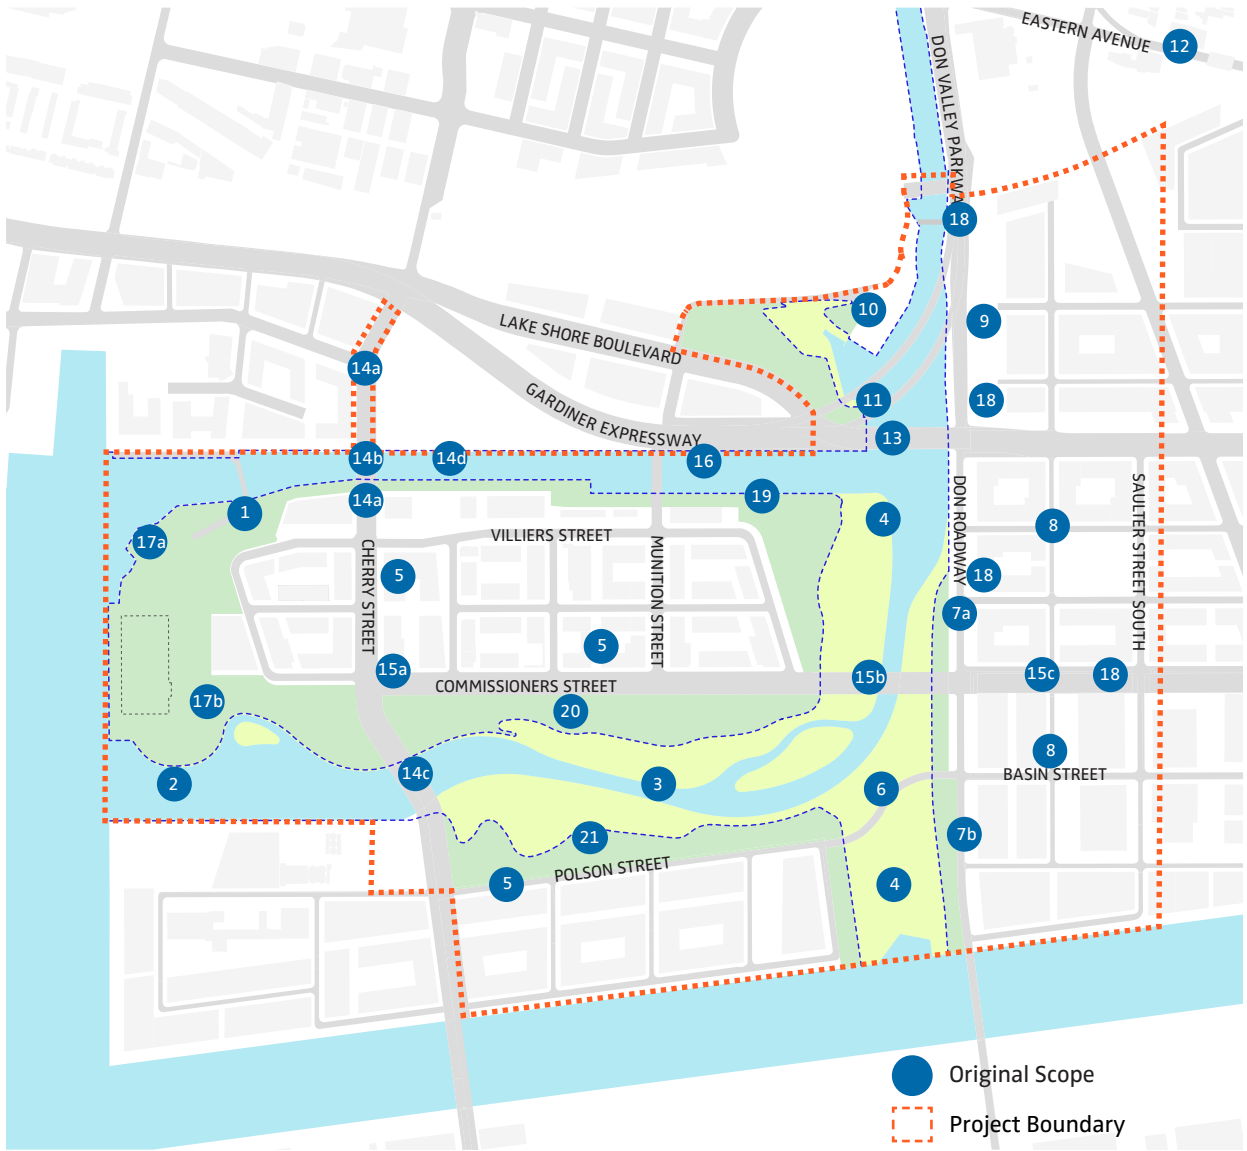 EASTERN AVENUE
12
DON VALLEY PARKWA
18
10
9
LAKE SHORE BOULEVARD
14a
GARDINER EXPRESSWAY
11
18
13
14b
14d
16
14a
19
1
4
SAULTER STREET SOUTH
DON ROADWAY
8
17a
VILLIERS STREET
CHERRY STREET
MUNITION STREET
5
18
7a
5
15a
15b
15c
18
COMMISSIONERS STREET
17b
20
8
14c
BASIN STREET
2
3
6
21
7b
POLSON STREET
5
4
Original Scope
Project Boundary